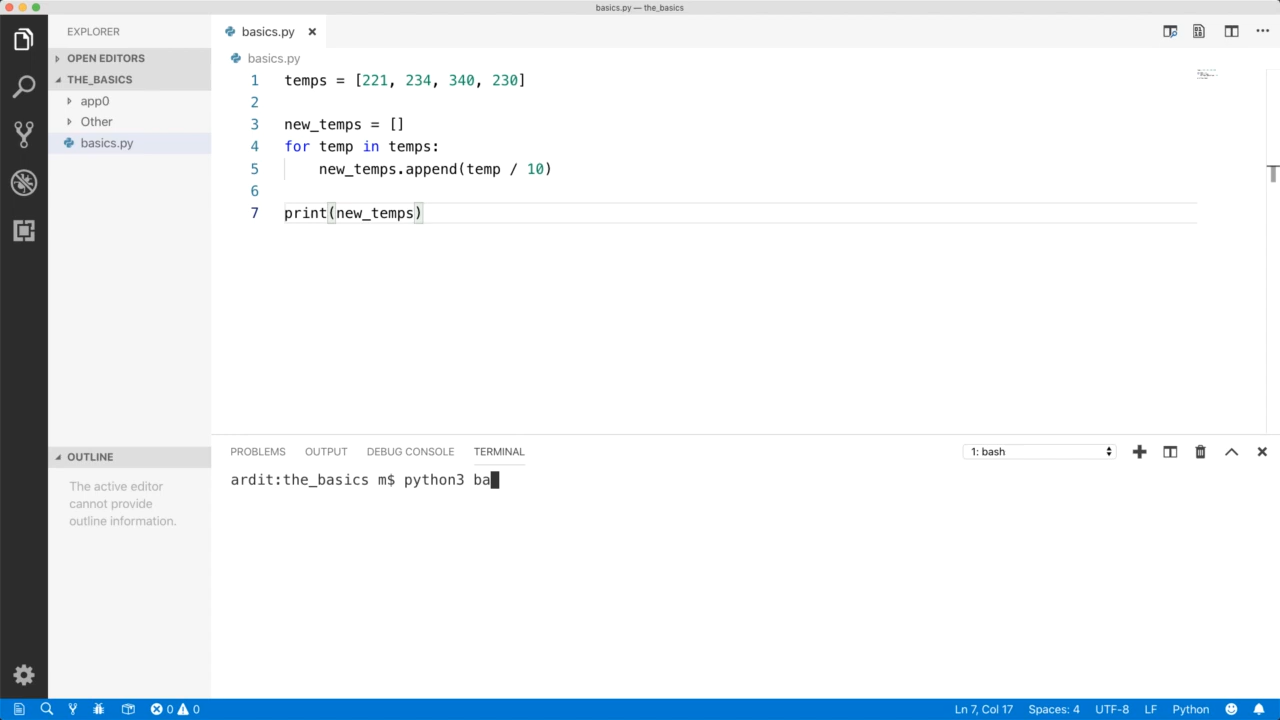 basics.py — the_basics
EXPLORER
OPEN EDITORS
THE_BASICS
app0
Other
basics.py
OUTLINE
The active editor
cannot provide
outline information.
basics.py
basics.py
1 temps = [221, 234, 340, 230]
2
3 new_temps = []
4 for temp in temps:
5 new_temps.append(temp / 10)
6
7 print(new_temps)
T
PROBLEMS OUTPUT DEBUG CONSOLE TERMINAL
1: bash
ardit:the_basics m$ python3 ba
0 0
Ln 7, Col 17 Spaces: 4 UTF-8 LF Python